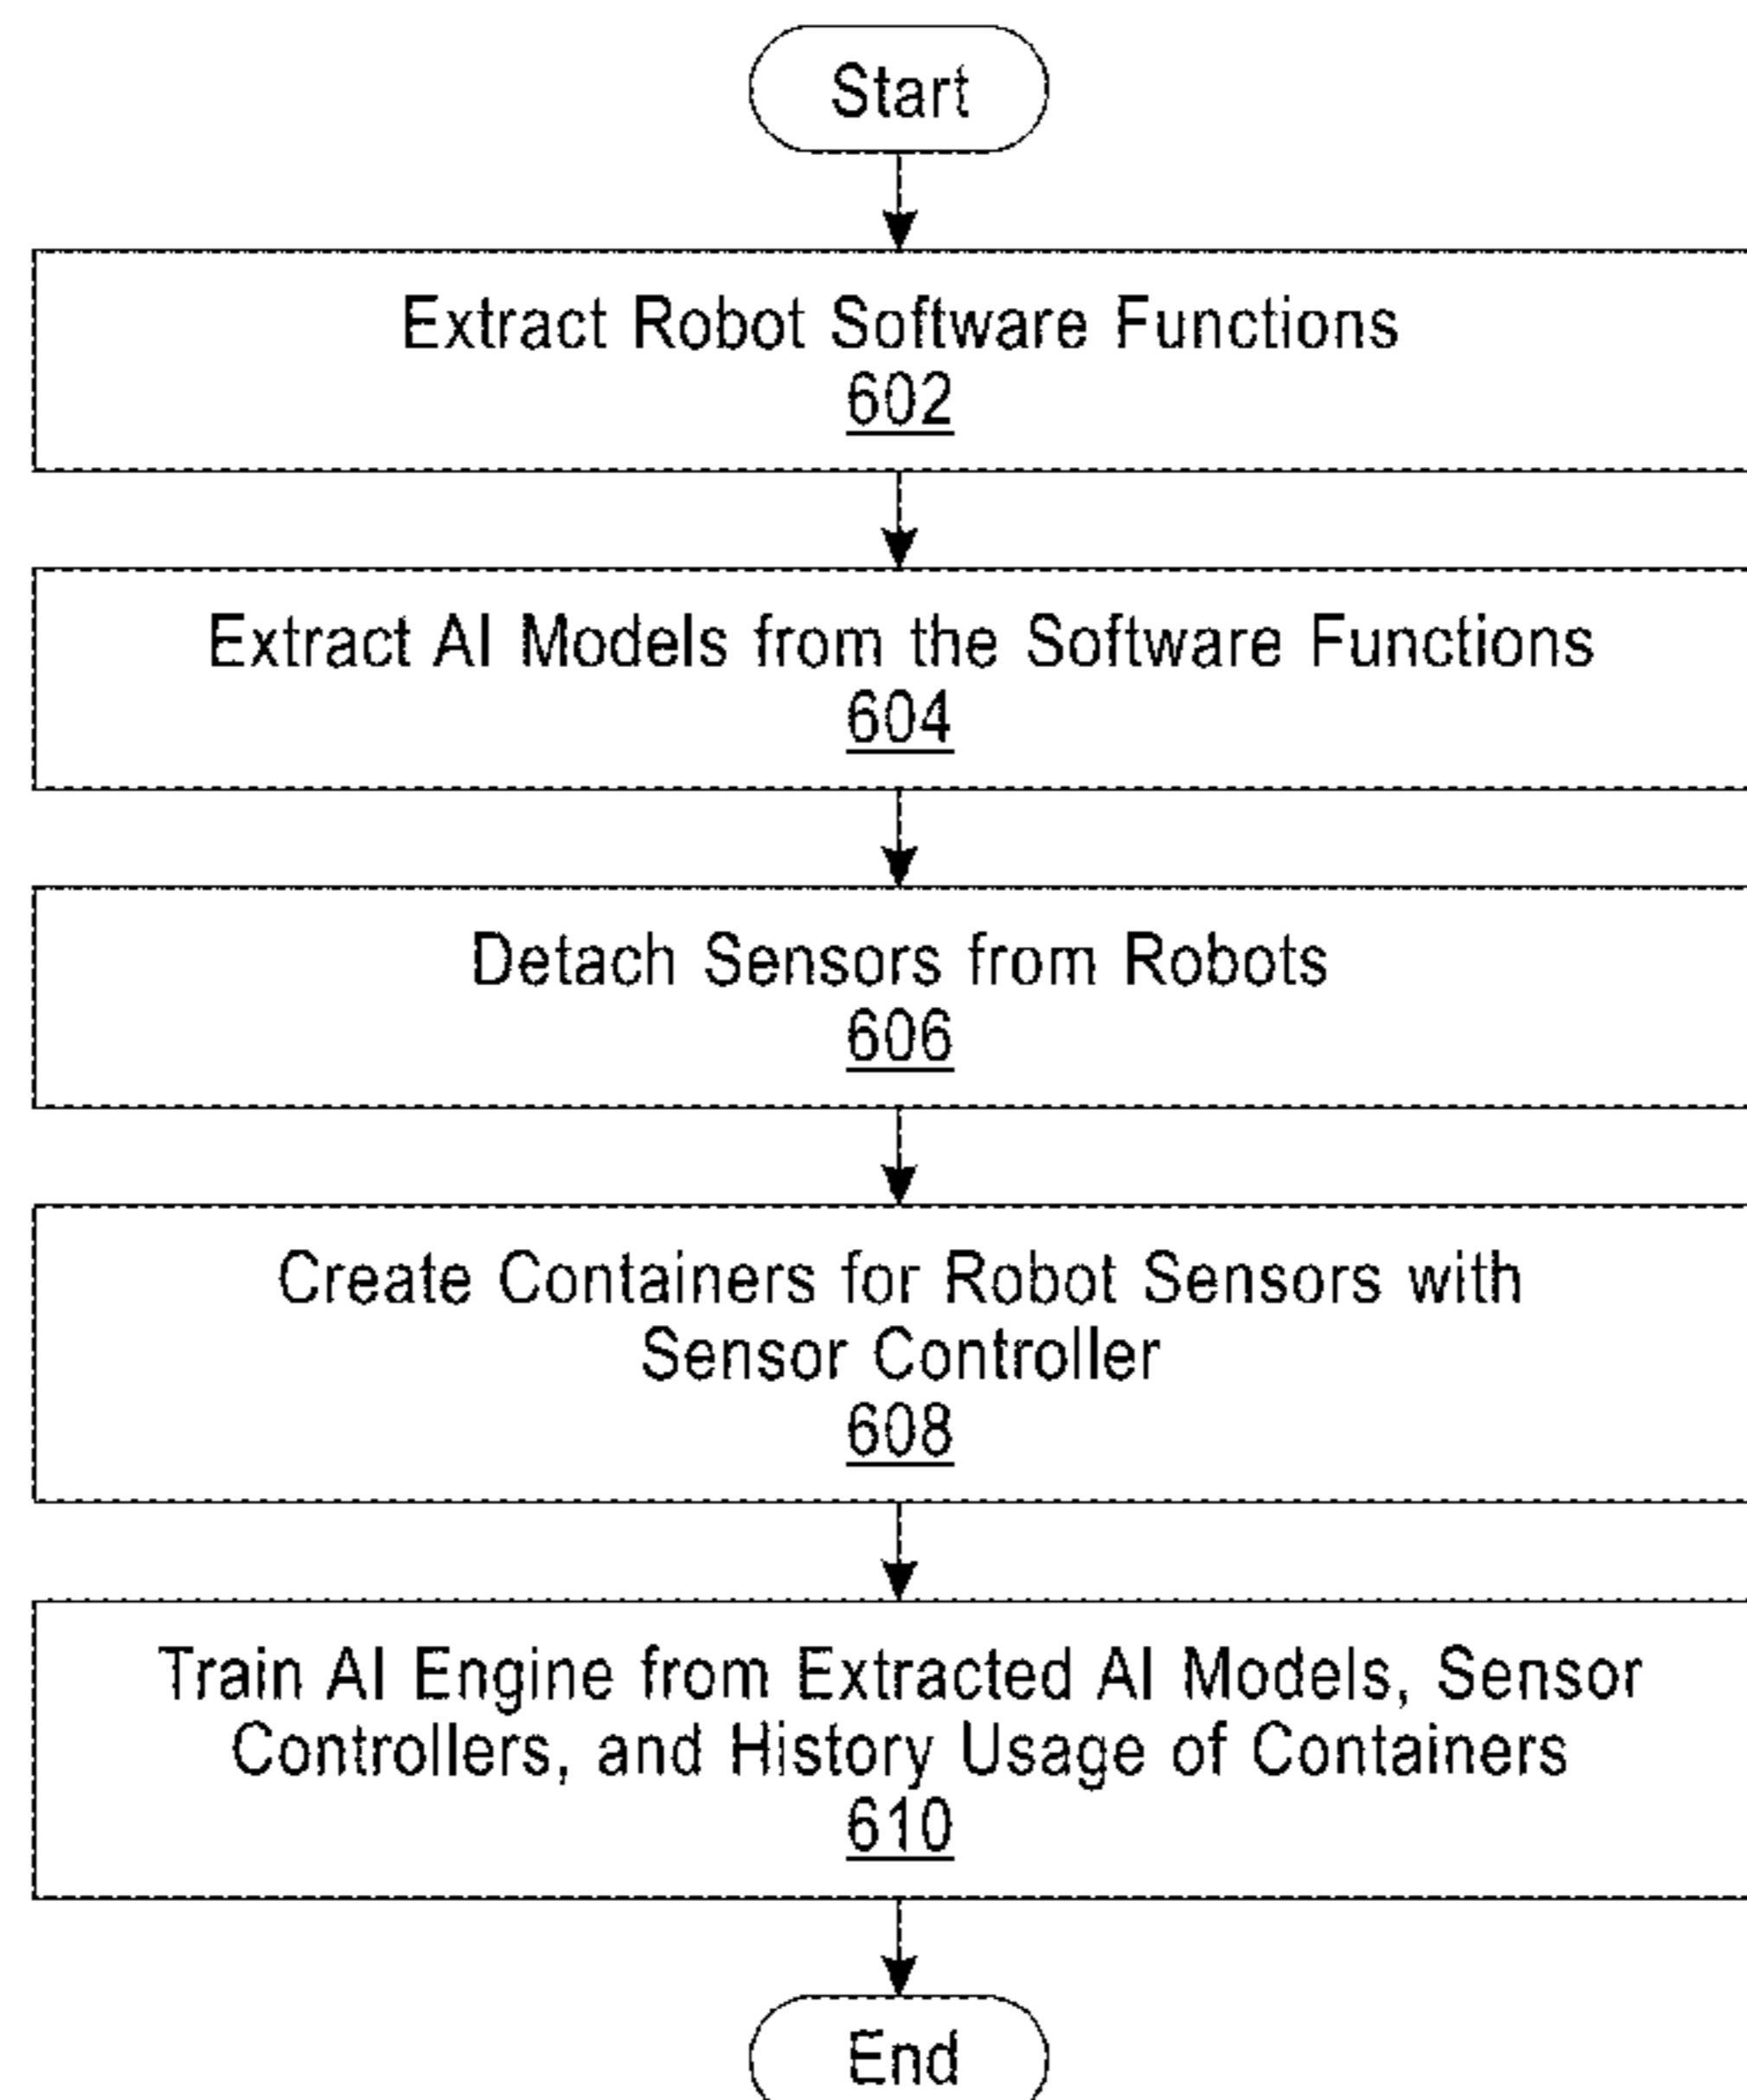 Start
Extract Robot Software Functions
602
Extract AI Models from the Software Functions
604
Detach Sensors from Robots
606
Create Containers for Robot Sensors with
Sensor Controller
608
Train AI Engine from Extracted AI Models, Sensor
Controllers, and History Usage of Containers
610
End